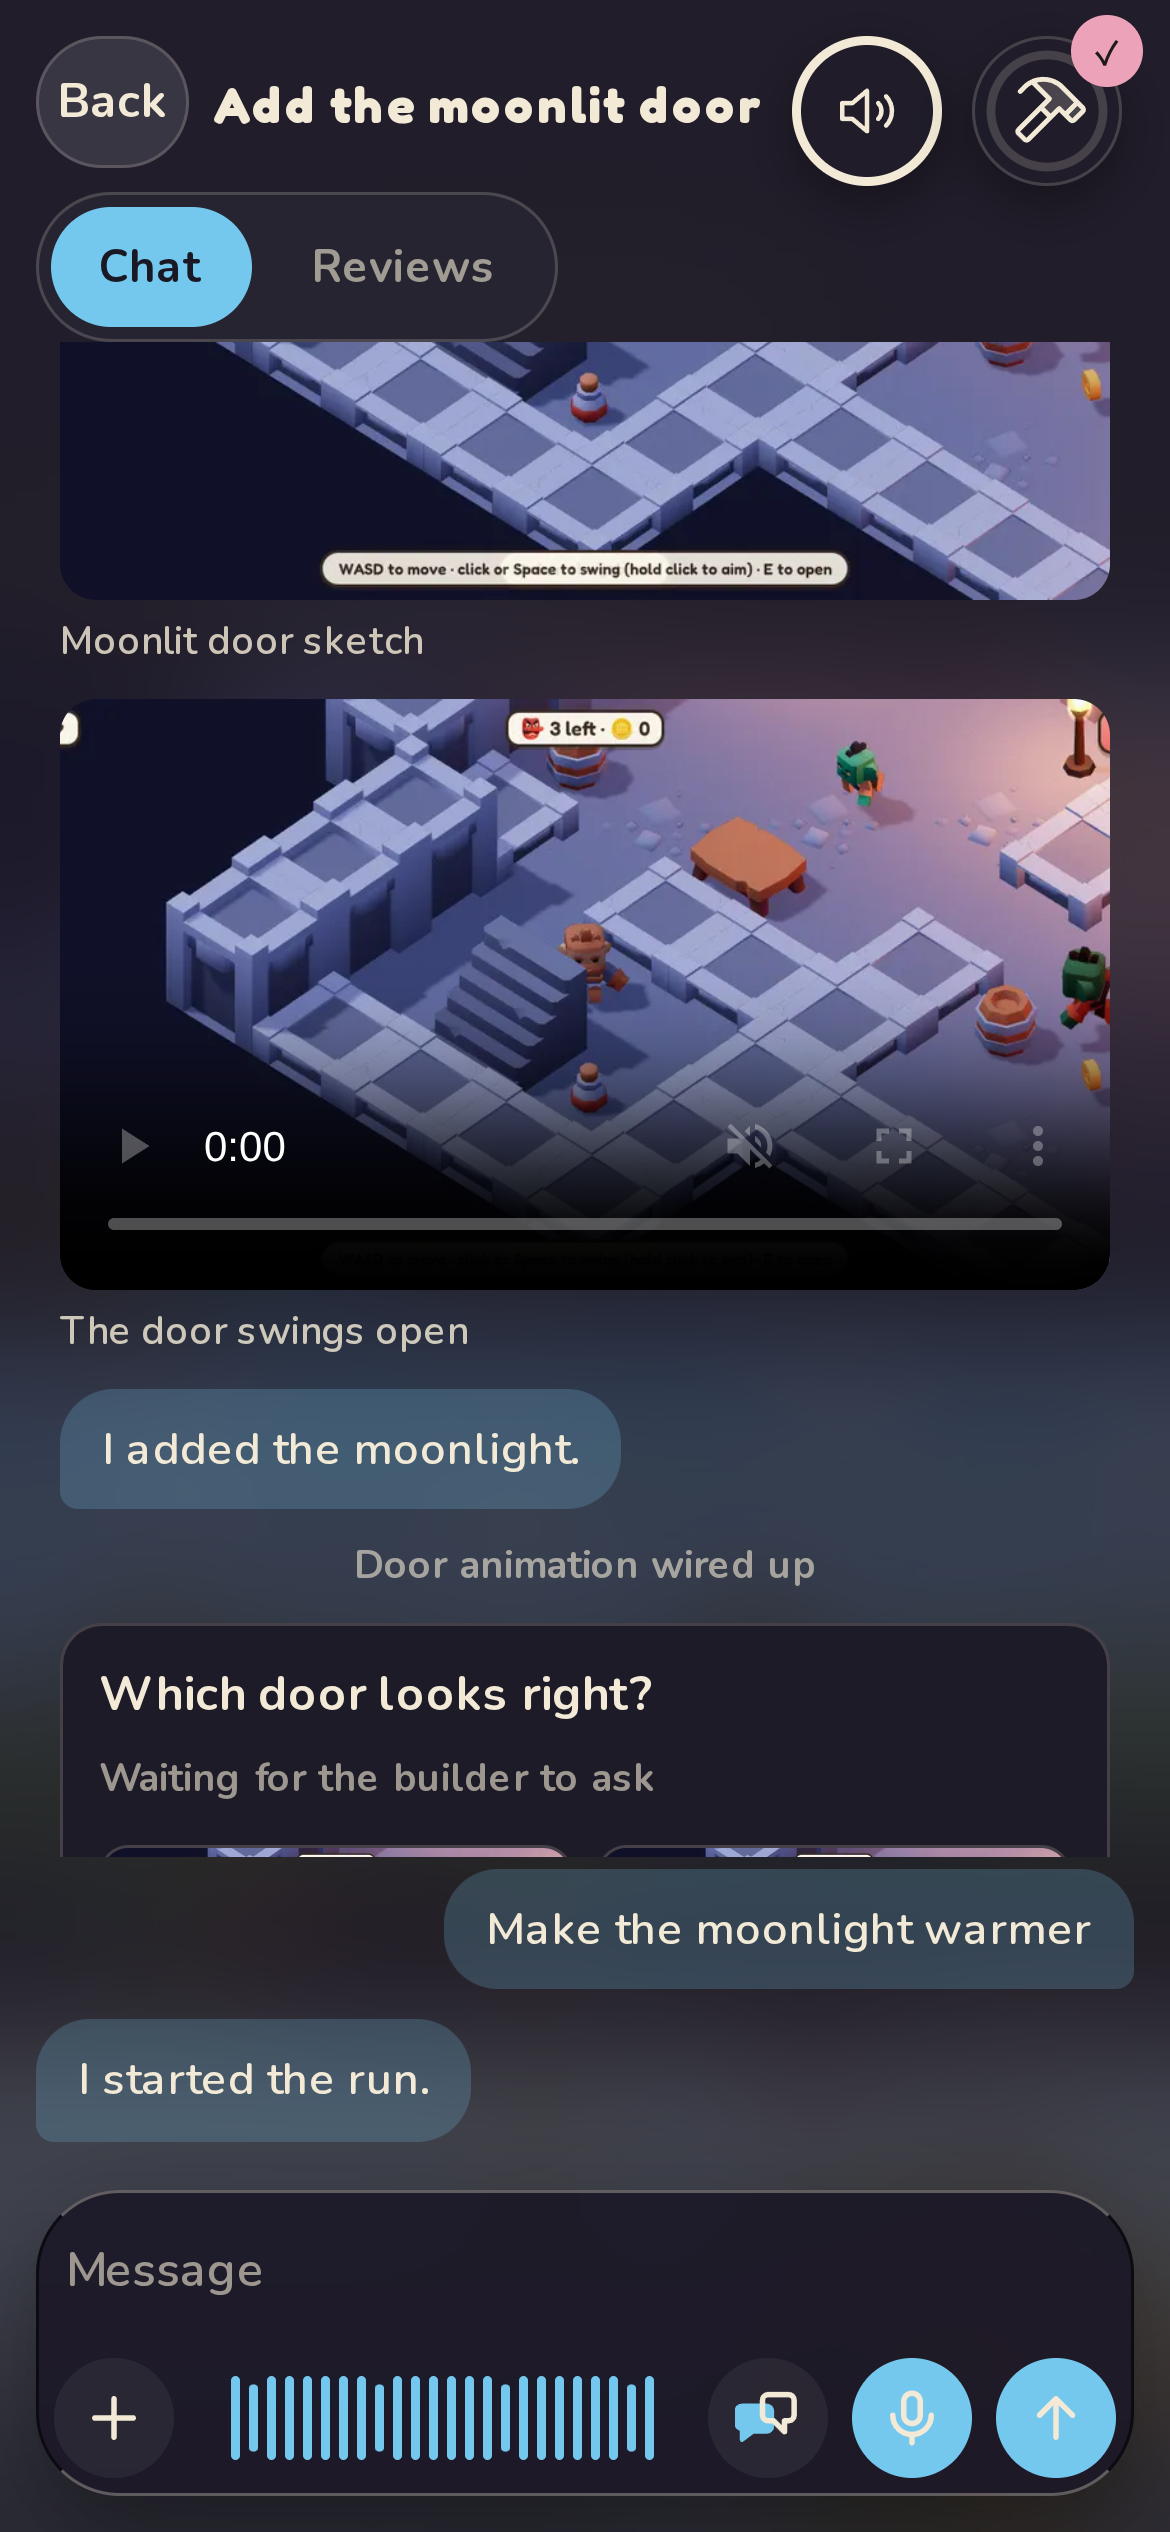 Back
Add the moonlit door
✓
Chat
Reviews
WASD to move · click or Space to swing (hold click to aim) · E to open
Moonlit door sketch
3 left · 0
0:00
The door swings open
I added the moonlight.
Door animation wired up
Which door looks right?
Waiting for the builder to ask
Make the moonlight warmer
I started the run.
Message